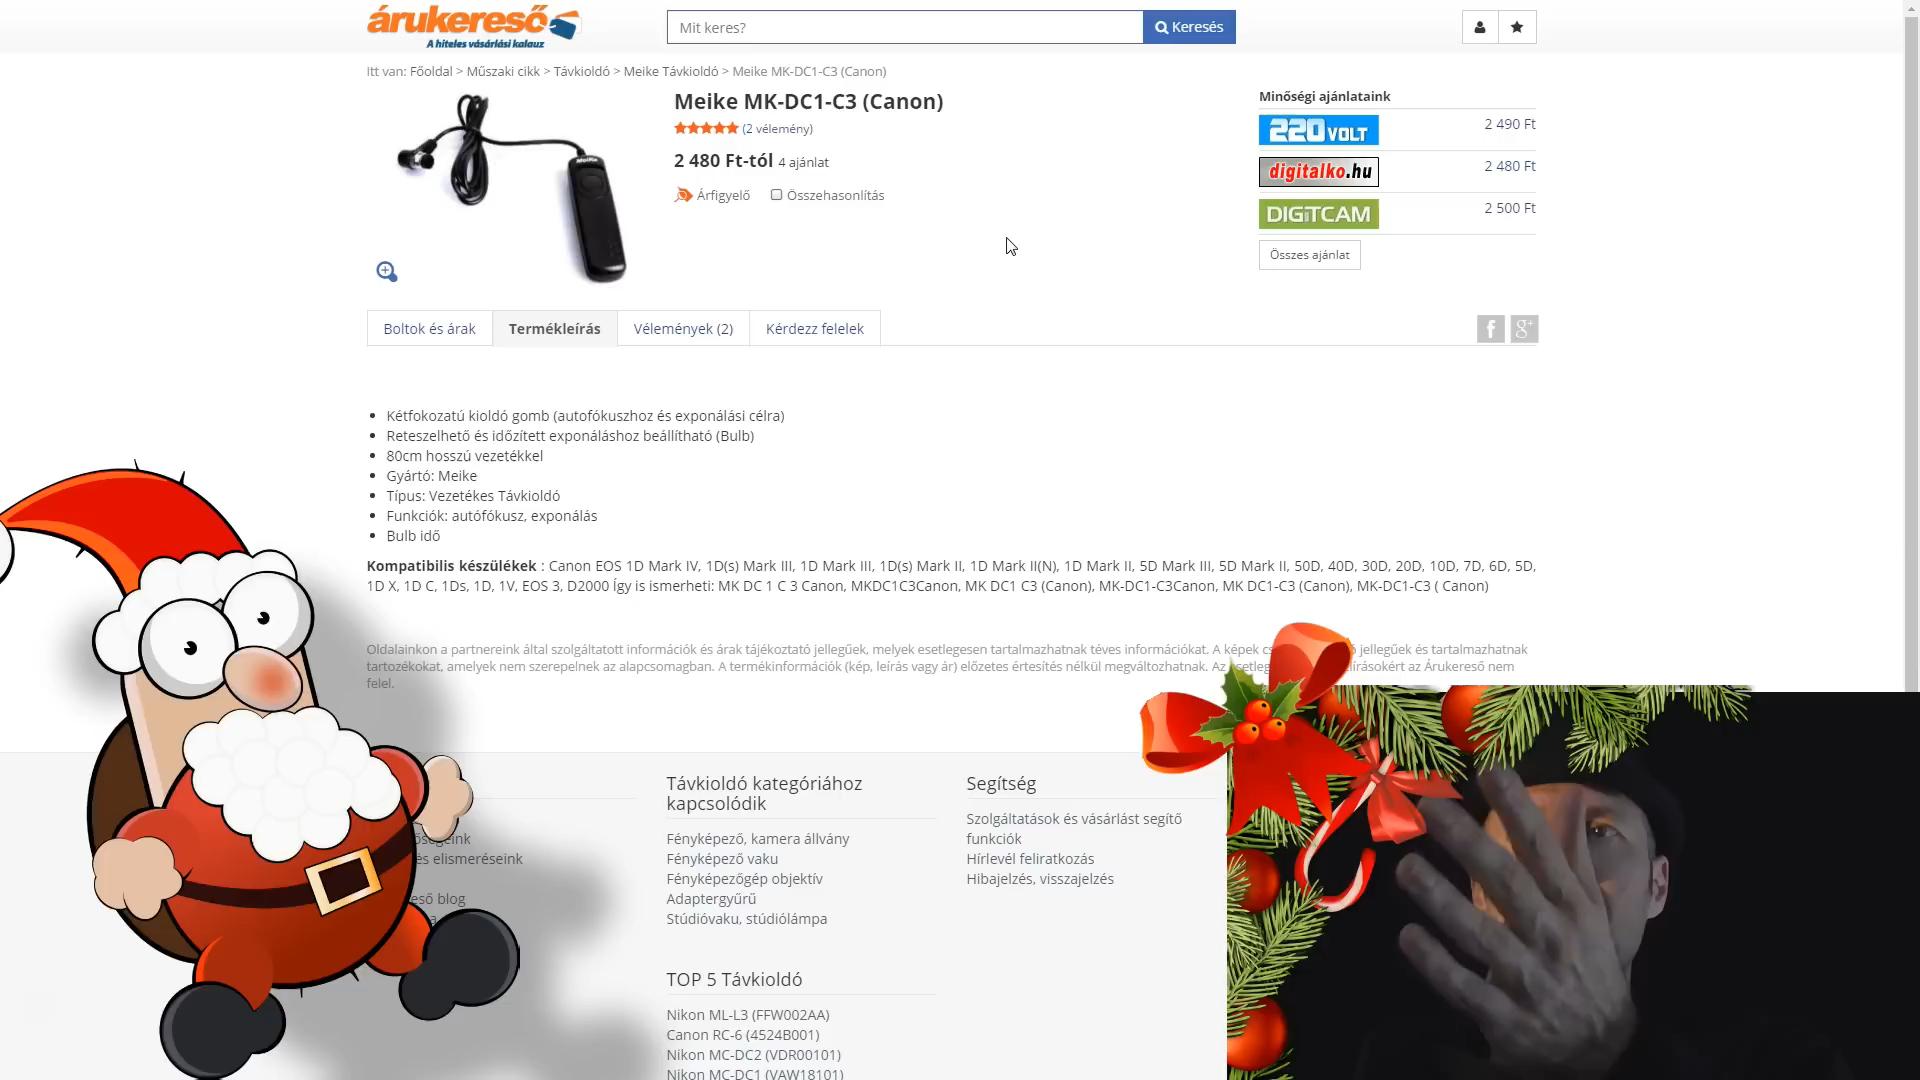 árukereső
A hiteles vásárlási kalauz
Mit keres?
Keresés
Itt van: Főoldal > Műszaki cikk > Távkioldó > Meike Távkioldó > Meike MK-DC1-C3 (Canon)
Meike MK-DC1-C3 (Canon)
(2 vélemény)
2 480 Ft-tól 4 ajánlat
Árfigyelő
Összehasonlítás
Minőségi ajánlataink
220VOLT
2 490 Ft
digitalko.hu
2 480 Ft
DIGITCAM
2 500 Ft
Összes ajánlat
Boltok és árak
Termékleírás
Vélemények (2)
Kérdezz felelek
Kétfokozatú kioldó gomb (autofókuszhoz és exponálási célra)
Reteszelhető és időzített exponáláshoz beállítható (Bulb)
80cm hosszú vezetékkel
Gyártó: Meike
Típus: Vezetékes Távkioldó
Funkciók: autófókusz, exponálás
Bulb idő
Kompatibilis készülékek : Canon EOS 1D Mark IV, 1D(s) Mark III, 1D Mark III, 1D(s) Mark II, 1D Mark II(N), 1D Mark II, 5D Mark III, 5D Mark II, 50D, 40D, 30D, 20D, 10D, 7D, 6D, 5D,
1D X, 1D C, 1Ds, 1D, 1V, EOS 3, D2000 Így is ismerheti: MK DC 1 C 3 Canon, MKDC1C3Canon, MK DC1 C3 (Canon), MK-DC1-C3Canon, MK DC1-C3 (Canon), MK-DC1-C3 ( Canon)
Oldalainkon a partnereink által szolgáltatott információk és árak tájékoztató jellegűek, melyek esetlegesen tartalmazhatnak téves információkat. A képek jellegűek és tartalmazhatnak
tartozékokat, amelyek nem szerepelnek az alapcsomagban. A termékinformációk (kép, leírás vagy ár) előzetes értesítés nélkül megváltozhatnak. Az az Árukereső nem
felel.
és elismeréseink
blog
Távkioldó kategóriához
kapcsolódik
Fényképező, kamera állvány
Fényképező vaku
Fényképezőgép objektív
Adaptergyűrű
Stúdióvaku, stúdiólámpa
TOP 5 Távkioldó
Nikon ML-L3 (FFW002AA)
Canon RC-6 (4524B001)
Nikon MC-DC2 (VDR00101)
Nikon MC-DC1 (VAW18101)
Segítség
Szolgáltatások és vásárlást segítő
funkciók
Hírlevél feliratkozás
Hibajelzés, visszajelzés